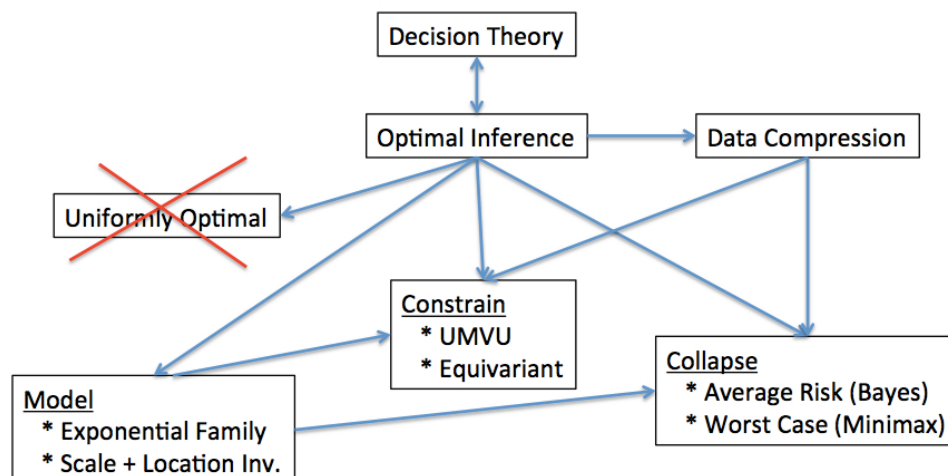 Decision Theory
Optimal Inference
Data Compression
Uniformly Optimal
Constrain
* UMVU
* Equivariant
Collapse
* Average Risk (Bayes)
* Worst Case (Minimax)
Model
* Exponential Family
* Scale + Location Inv.